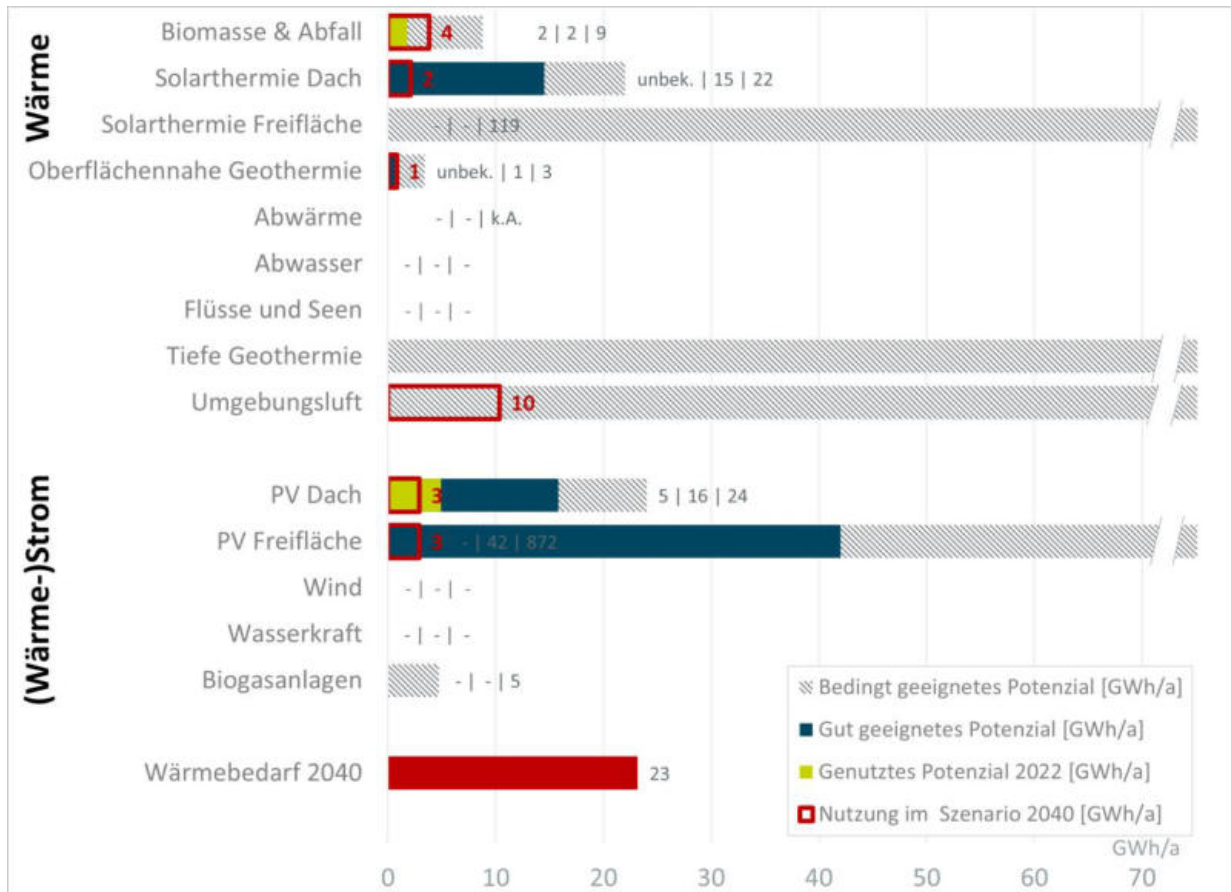 Wärme
Biomasse & Abfall 4 2 | 2 | 9
Solarthermie Dach 2 unbek. | 15 | 22
Solarthermie Freifläche - | - | 119
Oberflächennahe Geothermie 1 unbek. | 1 | 3
Abwärme - | - | k.A.
Abwasser - | - | -
Flüsse und Seen - | - | -
Tiefe Geothermie
Umgebungsluft 10
(Wärme-)Strom
PV Dach 3 5 | 16 | 24
PV Freifläche 3 - | 42 | 872
Wind - | - | -
Wasserkraft - | - | -
Biogasanlagen - | - | 5
Wärmebedarf 2040 23
Bedingt geeignetes Potenzial [GWh/a]
Gut geeignetes Potenzial [GWh/a]
Genutztes Potenzial 2022 [GWh/a]
Nutzung im Szenario 2040 [GWh/a]
GWh/a
0 10 20 30 40 50 60 70